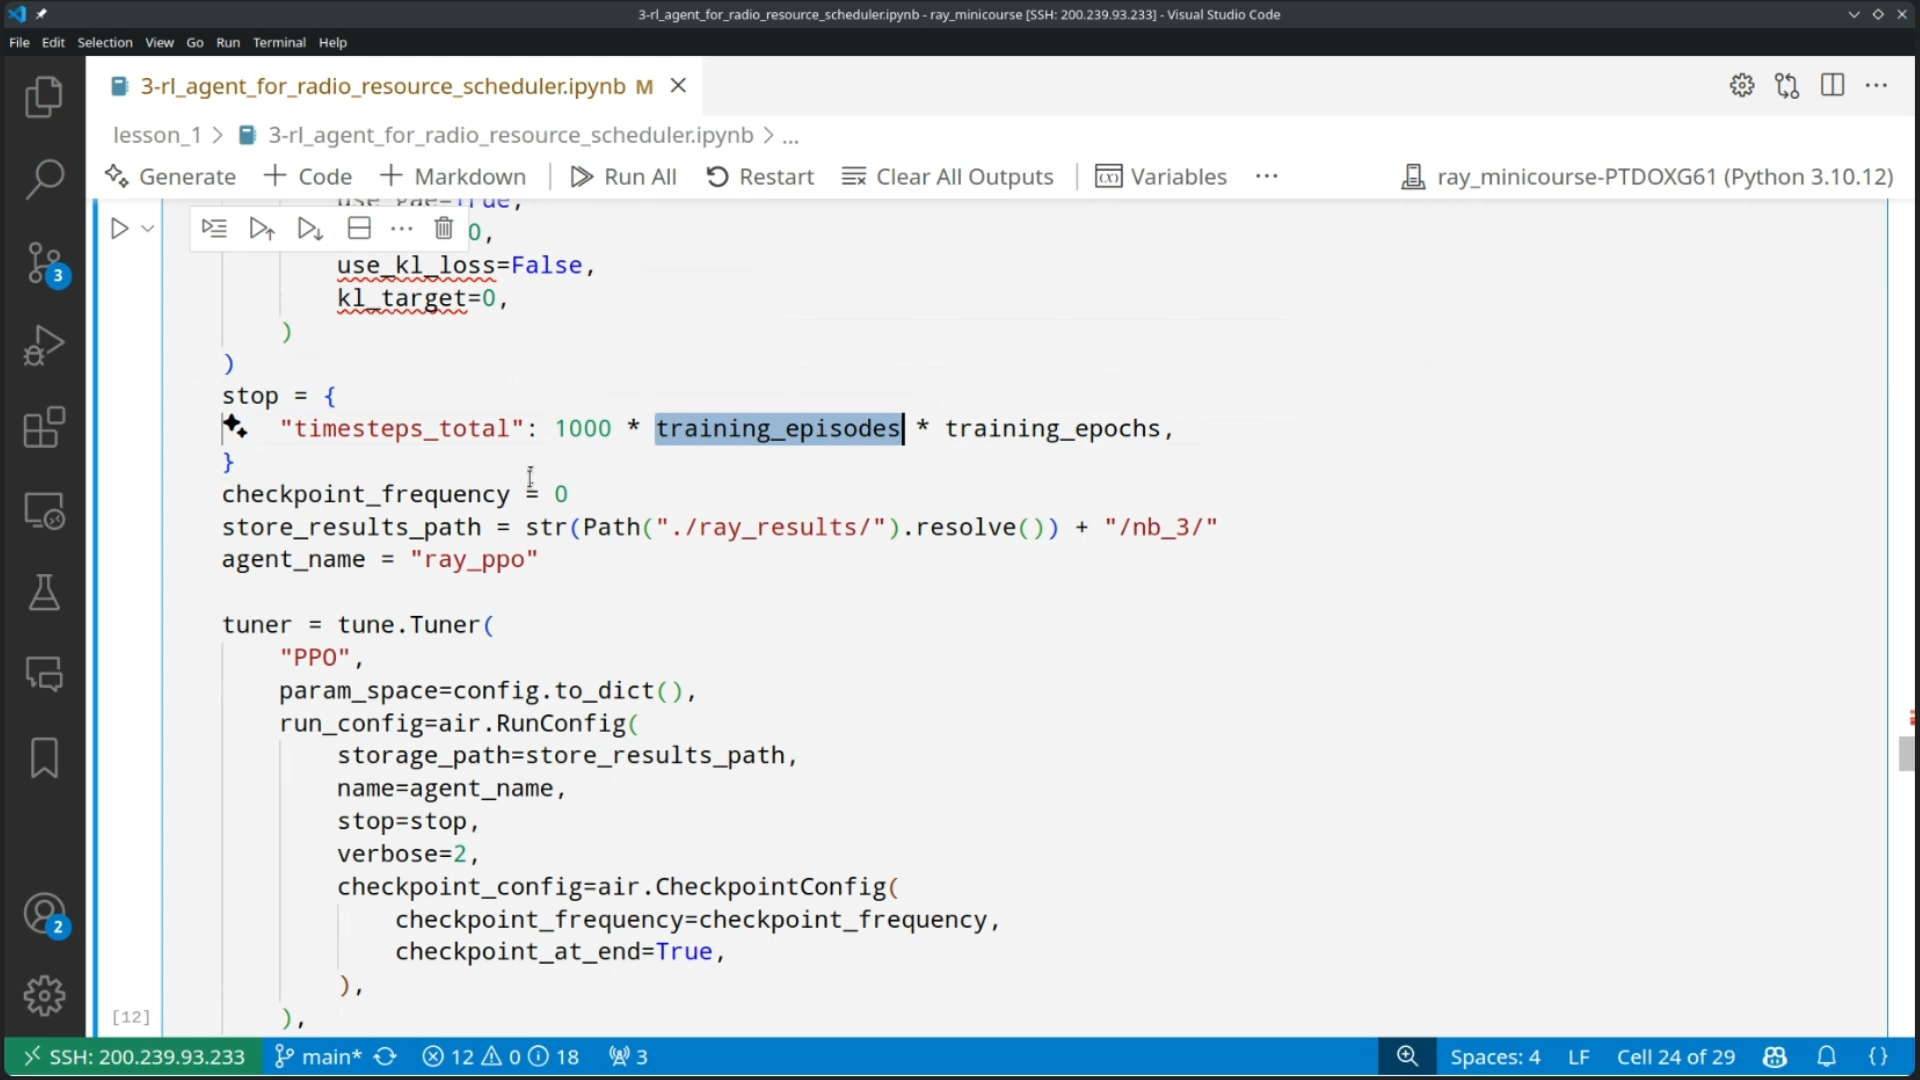 3-rl_agent_for_radio_resource_scheduler.ipynb - ray_minicourse [SSH: 200.239.93.233] - Visual Studio Code
File Edit Selection View Go Run Terminal Help
3-rl_agent_for_radio_resource_scheduler.ipynb M
lesson_1 > 3-rl_agent_for_radio_resource_scheduler.ipynb > ...
Generate + Code + Markdown Run All Restart Clear All Outputs Variables ... ray_minicourse-PTDOXG61 (Python 3.10.12)
use_gae=True,
0,
use_kl_loss=False,
kl_target=0,
)
)
stop = {
"timesteps_total": 1000 * training_episodes * training_epochs,
}
checkpoint_frequency = 0
store_results_path = str(Path("./ray_results/").resolve()) + "/nb_3/"
agent_name = "ray_ppo"
tuner = tune.Tuner(
"PPO",
param_space=config.to_dict(),
run_config=air.RunConfig(
storage_path=store_results_path,
name=agent_name,
stop=stop,
verbose=2,
checkpoint_config=air.CheckpointConfig(
checkpoint_frequency=checkpoint_frequency,
checkpoint_at_end=True,
),
),
[12]
3
2
SSH: 200.239.93.233 main* 12 0 18 3 Spaces: 4 LF Cell 24 of 29 {}